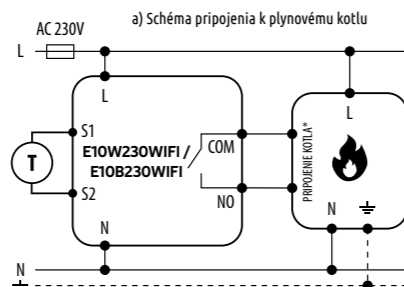 a) Schéma pripojenia k plynovému kotlu
AC 230V
L
L
L
S1
E10W230WIFI /
E10B230WIFI
COM
T
S2
NO
PRIPOJENIE KOTLA*
N
N
N